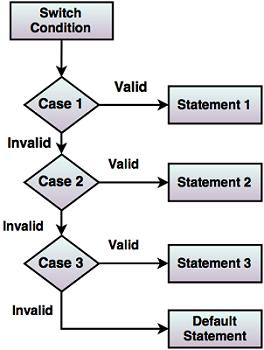 Switch
Condition
Case 1
Valid
Statement 1
Invalid
Case 2
Valid
Statement 2
Invalid
Case 3
Valid
Statement 3
Invalid
Default
Statement